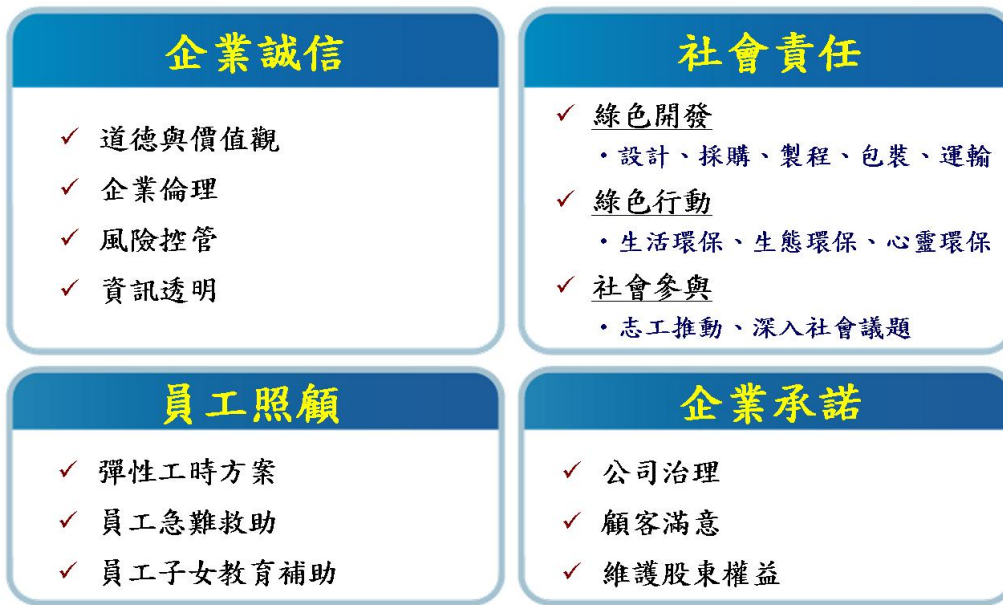 企業誠信
✓ 道德與價值觀
✓ 企業倫理
✓ 風險控管
✓ 資訊透明
社會責任
✓ 綠色開發
・設計、採購、製程、包裝、運輸
✓ 綠色行動
・生活環保、生態環保、心靈環保
✓ 社會參與
・志工推動、深入社會議題
員工照顧
✓ 彈性工時方案
✓ 員工急難救助
✓ 員工子女教育補助
企業承諾
✓ 公司治理
✓ 顧客滿意
✓ 維護股東權益